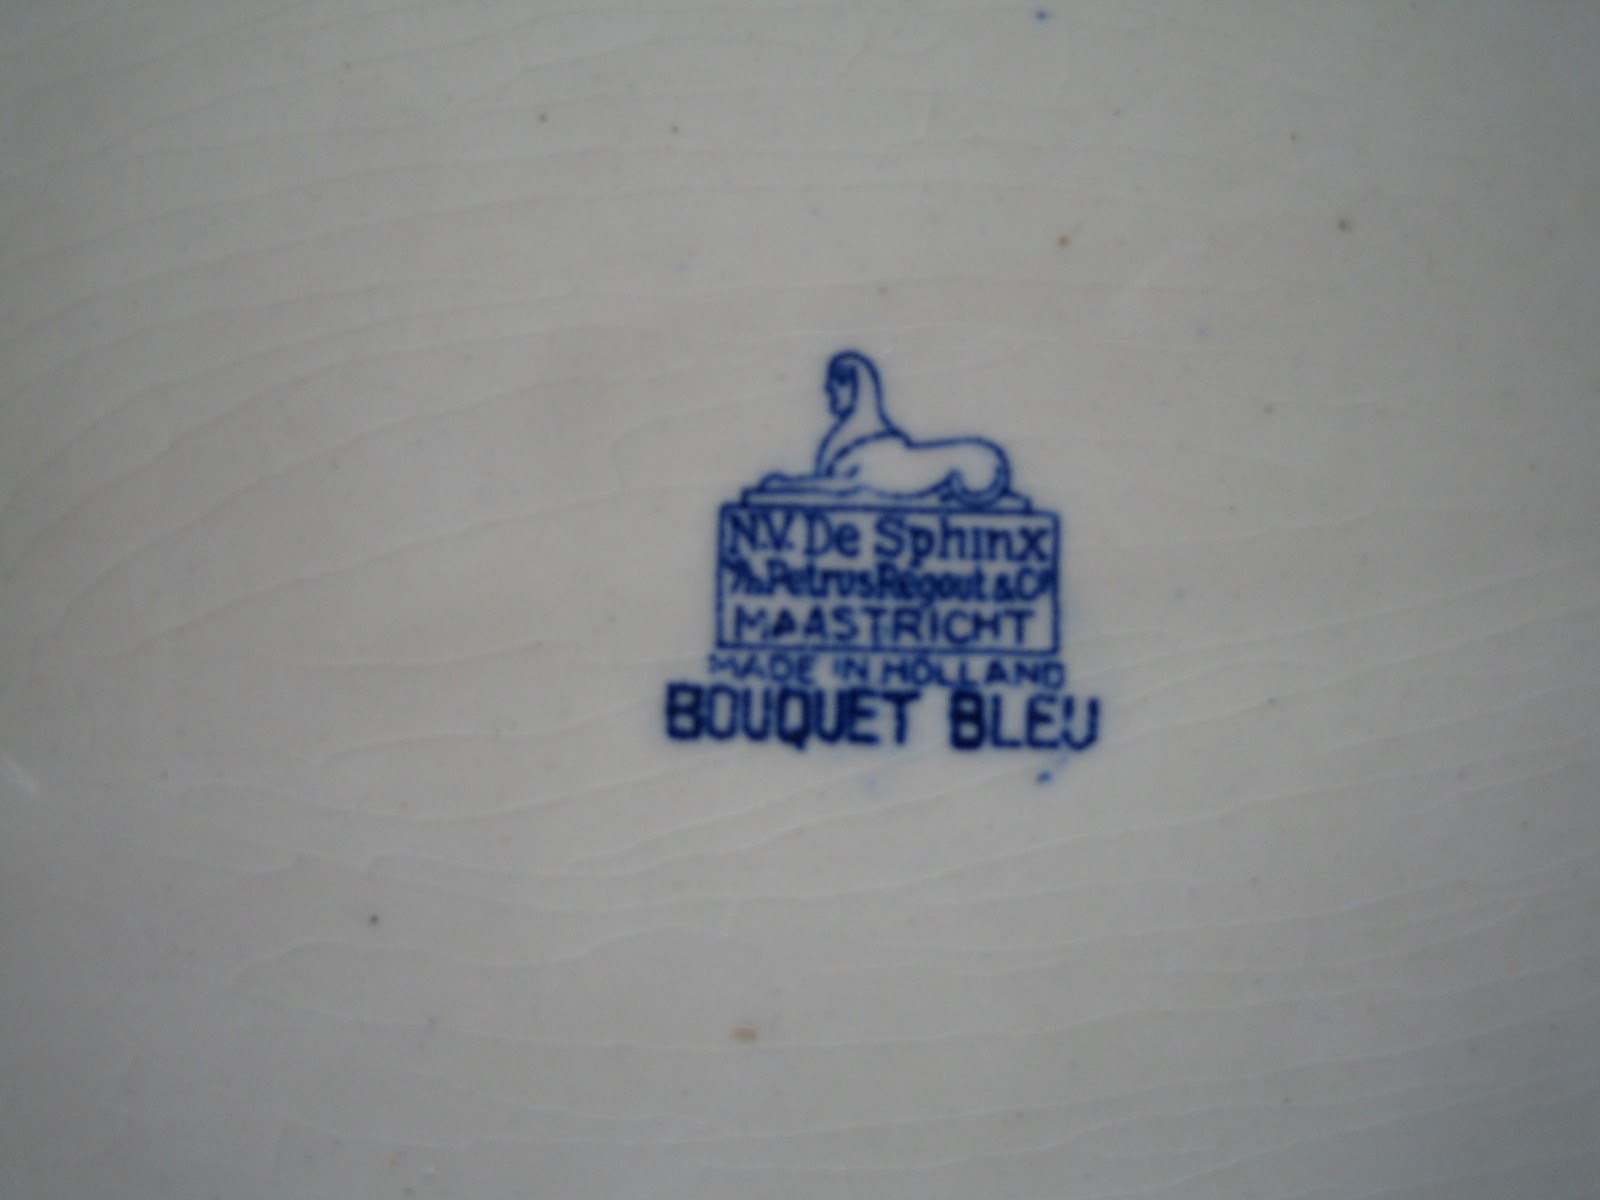 N.V. De Sphinx
v/h Petrus Regout & Co
MAASTRICHT
MADE IN HOLLAND
BOUQUET BLEU